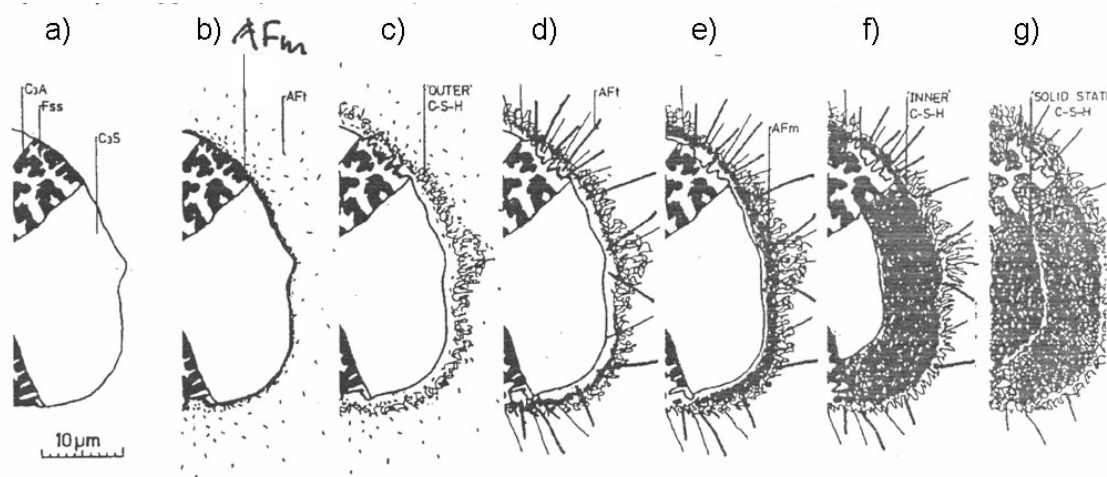 a)
b)
AFm
c)
d)
e)
f)
g)
C3A
Fss
C3S
AFt
'OUTER'
C-S-H
AFt
AFm
'INNER'
C-S-H
'SOLID STATE
C-S-H
10 μm